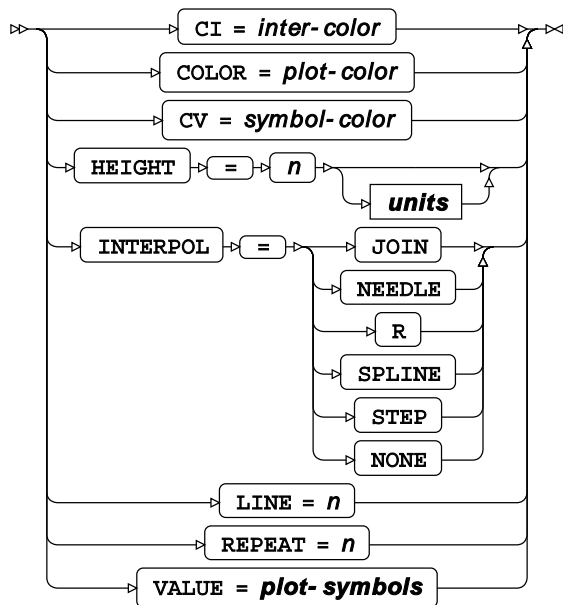 CI = inter-color
COLOR = plot-color
CV = symbol-color
HEIGHT = n
units
INTERPOL = JOIN
NEEDLE
R
SPLINE
STEP
NONE
LINE = n
REPEAT = n
VALUE = plot-symbols